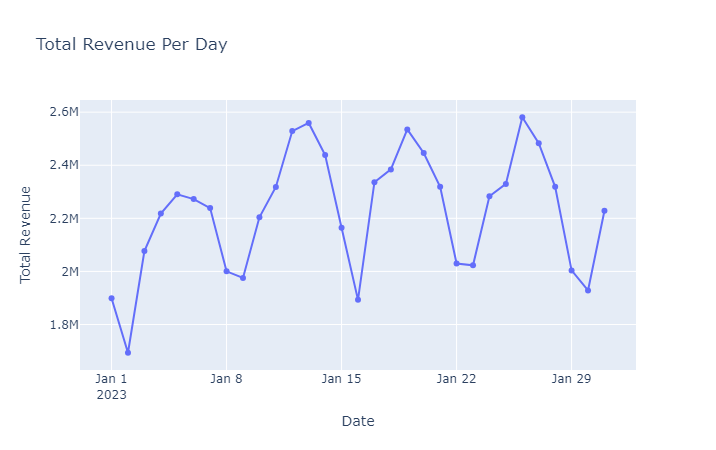 Total Revenue Per Day
2.6M
2.4M
2.2M
2M
1.8M
Total Revenue
Jan 1
2023
Jan 8
Jan 15
Jan 22
Jan 29
Date